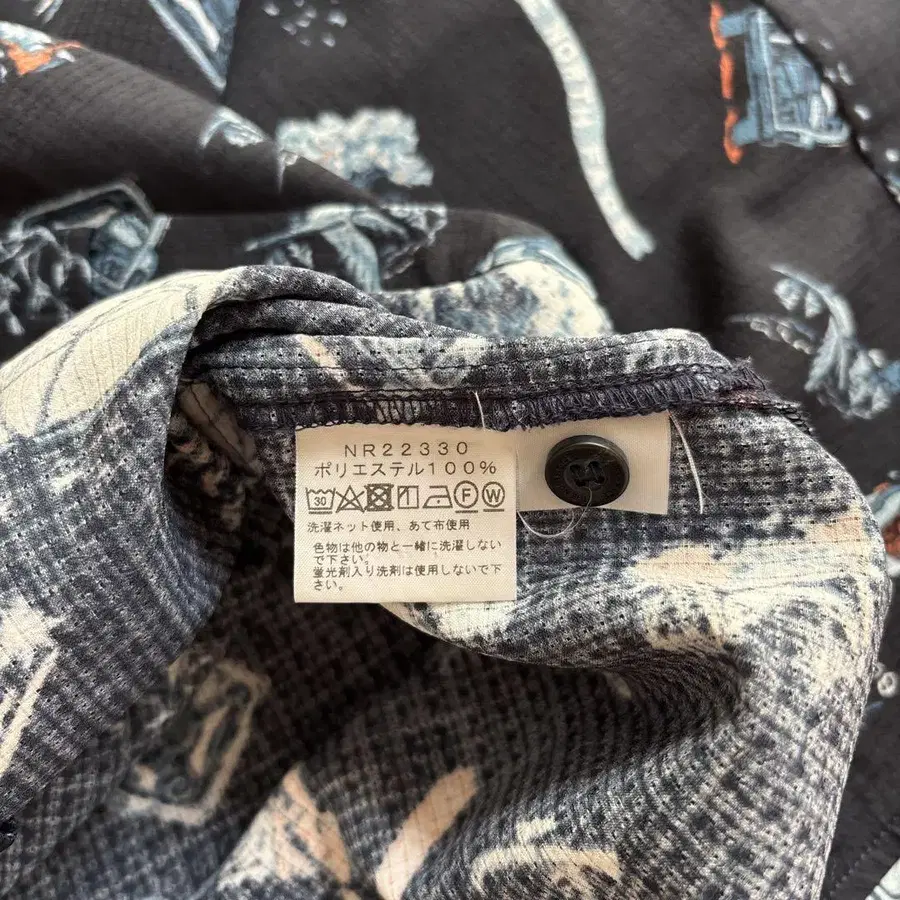 NORTH F
NR22330
ポリエステル100%
30 F W
洗濯ネット使用、あて布使用
色物は他の物と一緒に洗濯しない
で下さい。
蛍光剤入り洗剤は使用しないで下
さい。